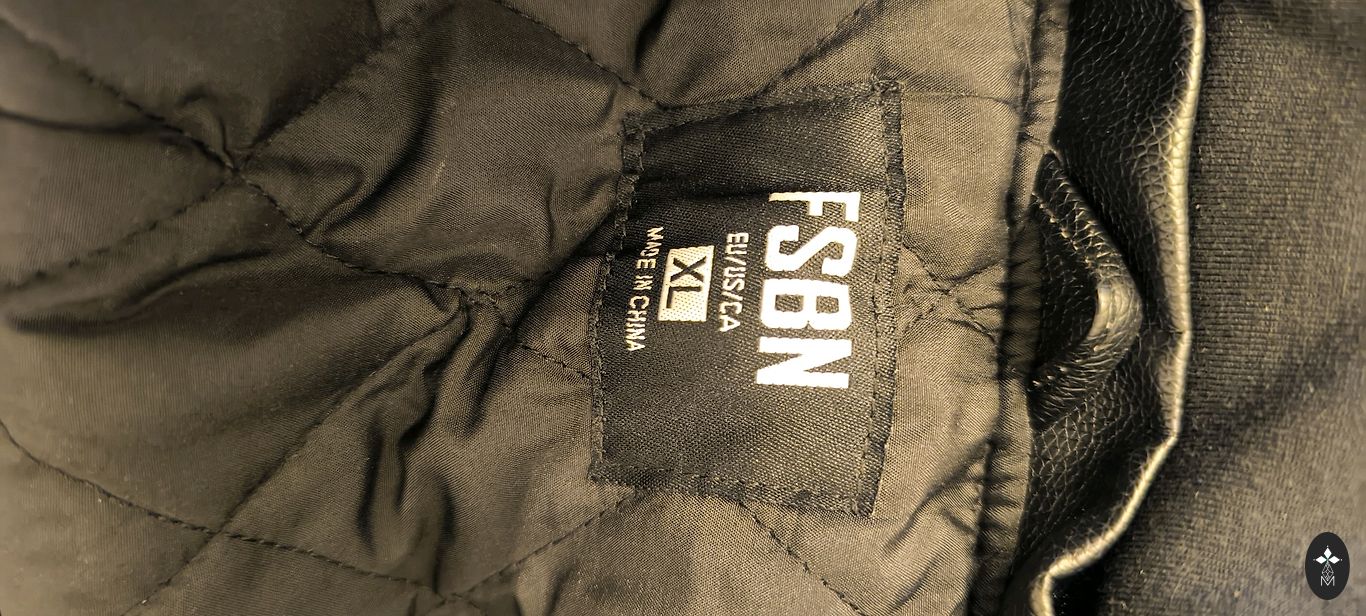 FSBN
EU/US/CA
XL
MADE IN CHINA
M